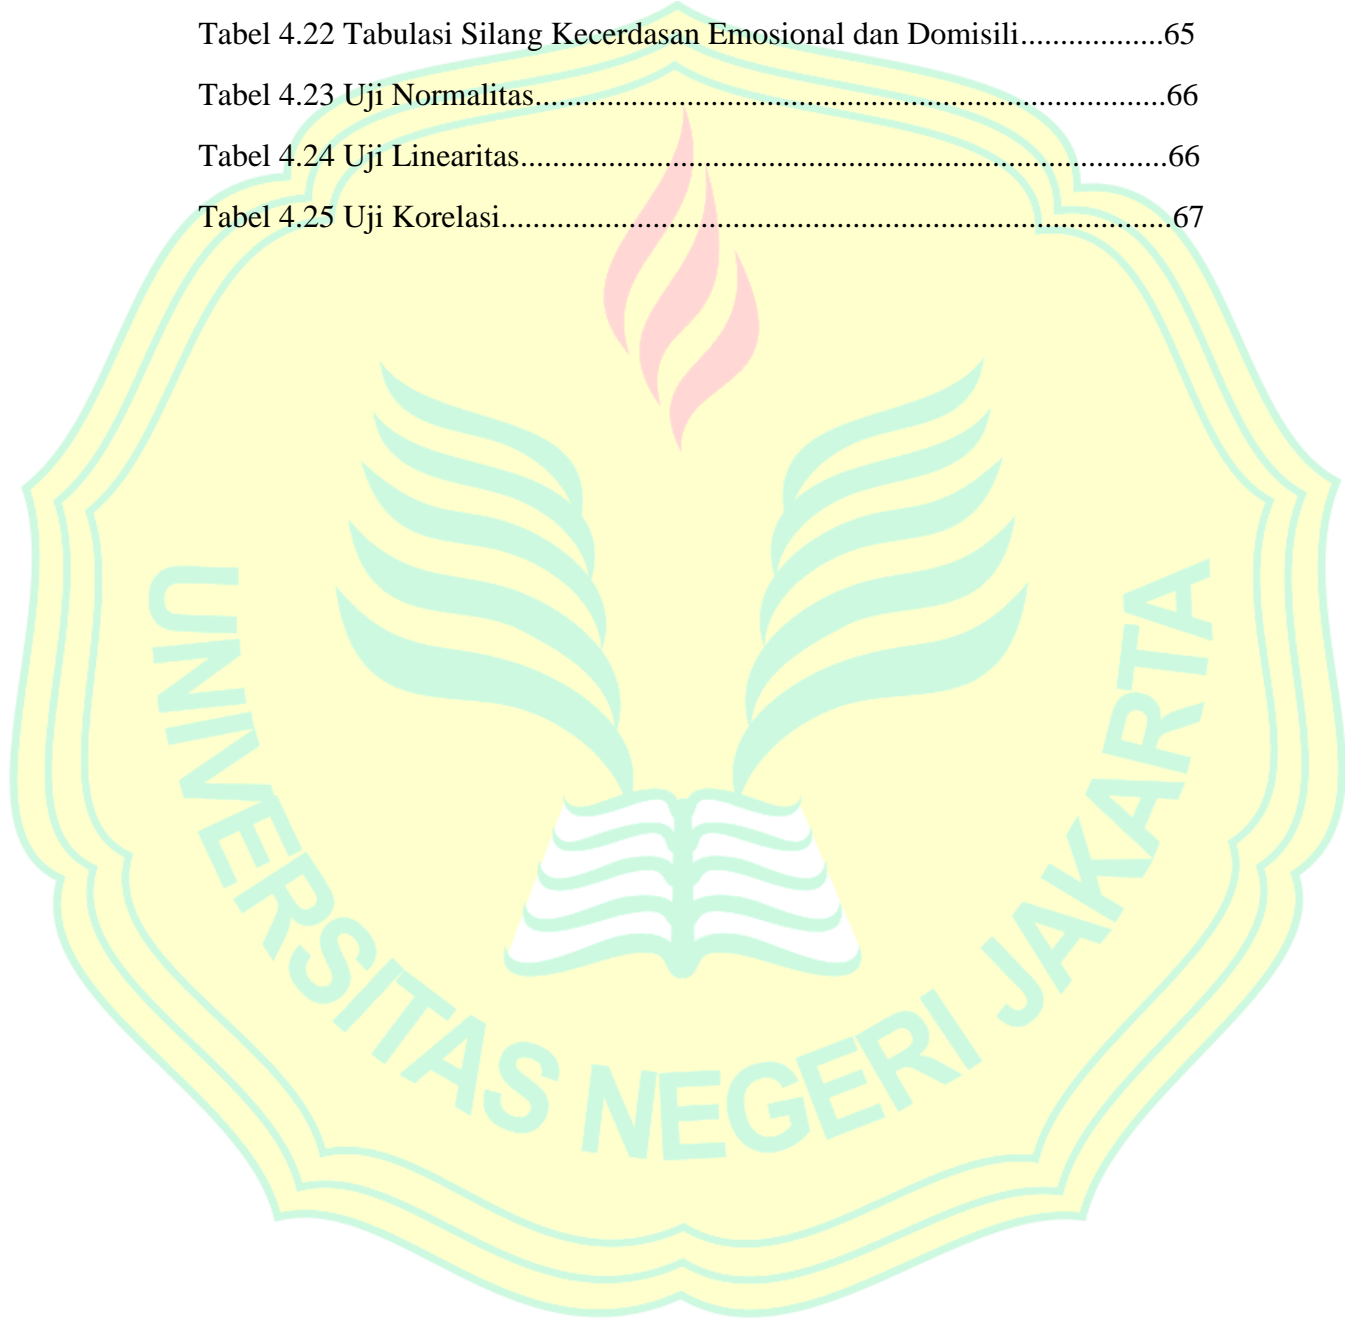 Tabel 4.22 Tabulasi Silang Kecerdasan Emosional dan Domisili..................65
Tabel 4.23 Uji Normalitas...............................................................................66
Tabel 4.24 Uji Linearitas.................................................................................66
Tabel 4.25 Uji Korelasi....................................................................................67
UNIVERSITAS NEGERI JAKARTA